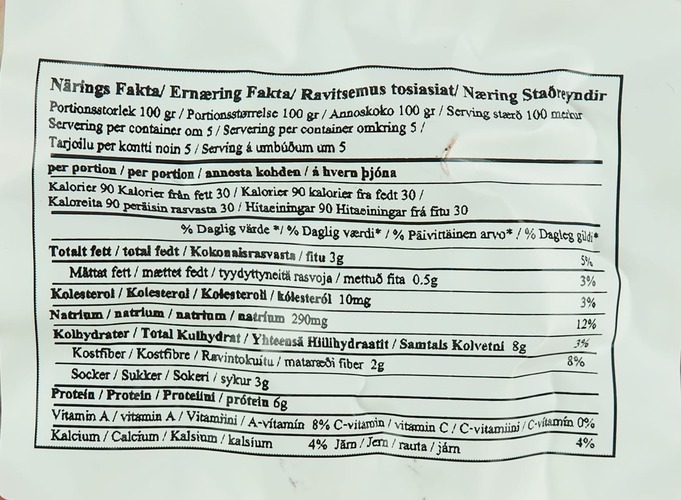 Närings Fakta/ Ernæring Fakta/ Ravitsemus tosiasiat/ Næring Staðreyndir
Portionsstorlek 100 gr / Portionsstørrelse 100 gr / Annoskoko 100 gr / Serving stærð 100 metrar
Servering per container om 5 / Servering per container omkring 5 /
Tarjoilu per kontti noin 5 / Serving á umbúðum um 5
per portion / per portion / annosta kohden / á hvern þjóna
Kalorier 90 Kalorier från fett 30 / Kalorier 90 kalorier fra fedt 30 /
Kaloreita 90 peräisin rasvasta 30 / Hitaeiningar 90 Hitaeiningar frá fitu 30
% Daglig värde */ % Daglig værdi* / % Päivittäinen arvo* / % Dagleg gildi*
Totalt fett / total fedt / Kokonaisrasvasta / fitu 3g 5%
Mättat fett / mættet fedt / tyydyttyneitä rasvoja / mettuð fita 0.5g 3%
Kolesterol / Kolesterol / Kolesteroli / kólesteról 10mg 3%
Natrium / natrium / natrium / natríum 290mg 12%
Kolhydrater / Total Kulhydrat / Yhteensä Hiilihydraatit / Samtals Kolvetni 8g 3%
Kostfiber / Kostfibre / Ravintokuitu / mataræði fiber 2g 8%
Socker / Sukker / Sokeri / sykur 3g
Protein / Protein / Proteiini / prótein 6g
Vitamin A / vitamin A / Vitamiini / A-vítamín 8% C-vitamin / vitamin C / C-vitamiini / C-vítamín 0%
Kalcium / Calcium / Kalsium / kalsíum 4% Järn / Jern / rauta / járn 4%